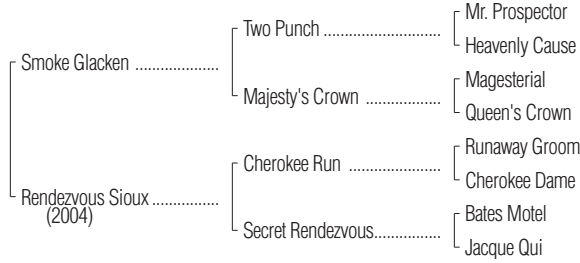 Mr. Prospector
Two Punch ..............................
Heavenly Cause
Smoke Glacken .....................
Magesterial
Majesty's Crown ...................
Queen's Crown
Runaway Groom
Cherokee Run .......................
Cherokee Dame
Rendezvous Sioux ................
(2004)
Bates Motel
Secret Rendezvous.................
Jacque Qui